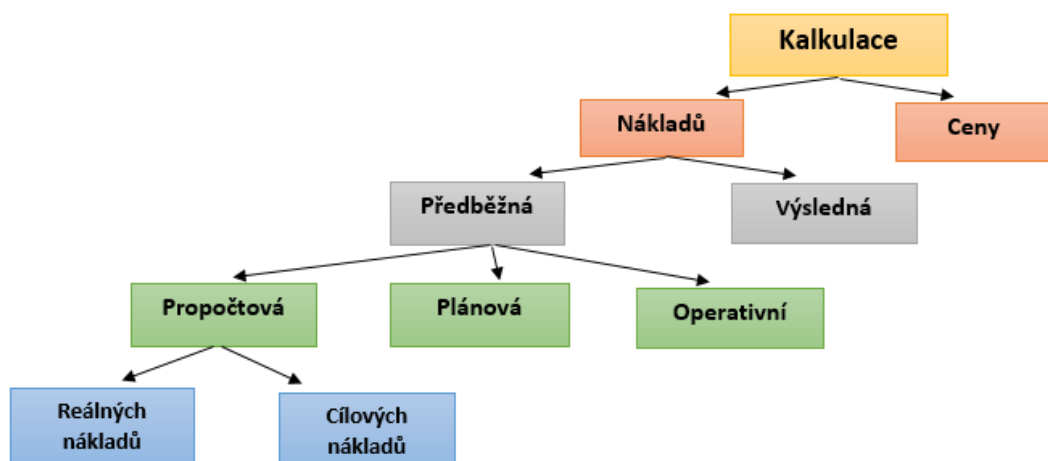 Kalkulace
Nákladů
Ceny
Předběžná
Výsledná
Propočtová
Plánová
Operativní
Reálných
nákladů
Cílových
nákladů